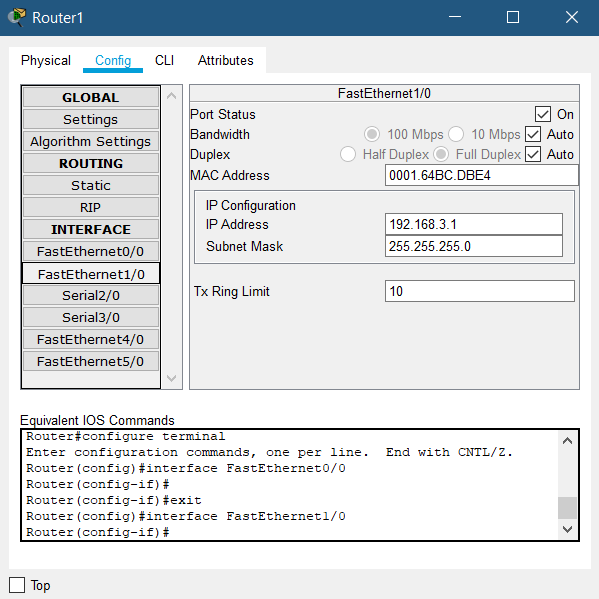 Router1
Physical Config CLI Attributes
GLOBAL
Settings
Algorithm Settings
ROUTING
Static
RIP
INTERFACE
FastEthernet0/0
FastEthernet1/0
Serial2/0
Serial3/0
FastEthernet4/0
FastEthernet5/0
FastEthernet1/0
Port Status On
Bandwidth 100 Mbps 10 Mbps Auto
Duplex Half Duplex Full Duplex Auto
MAC Address 0001.64BC.DBE4
IP Configuration
IP Address 192.168.3.1
Subnet Mask 255.255.255.0
Tx Ring Limit 10
Equivalent IOS Commands
Router#configure terminal
Enter configuration commands, one per line. End with CNTL/Z.
Router(config)#interface FastEthernet0/0
Router(config-if)#
Router(config-if)#exit
Router(config)#interface FastEthernet1/0
Router(config-if)#
Top